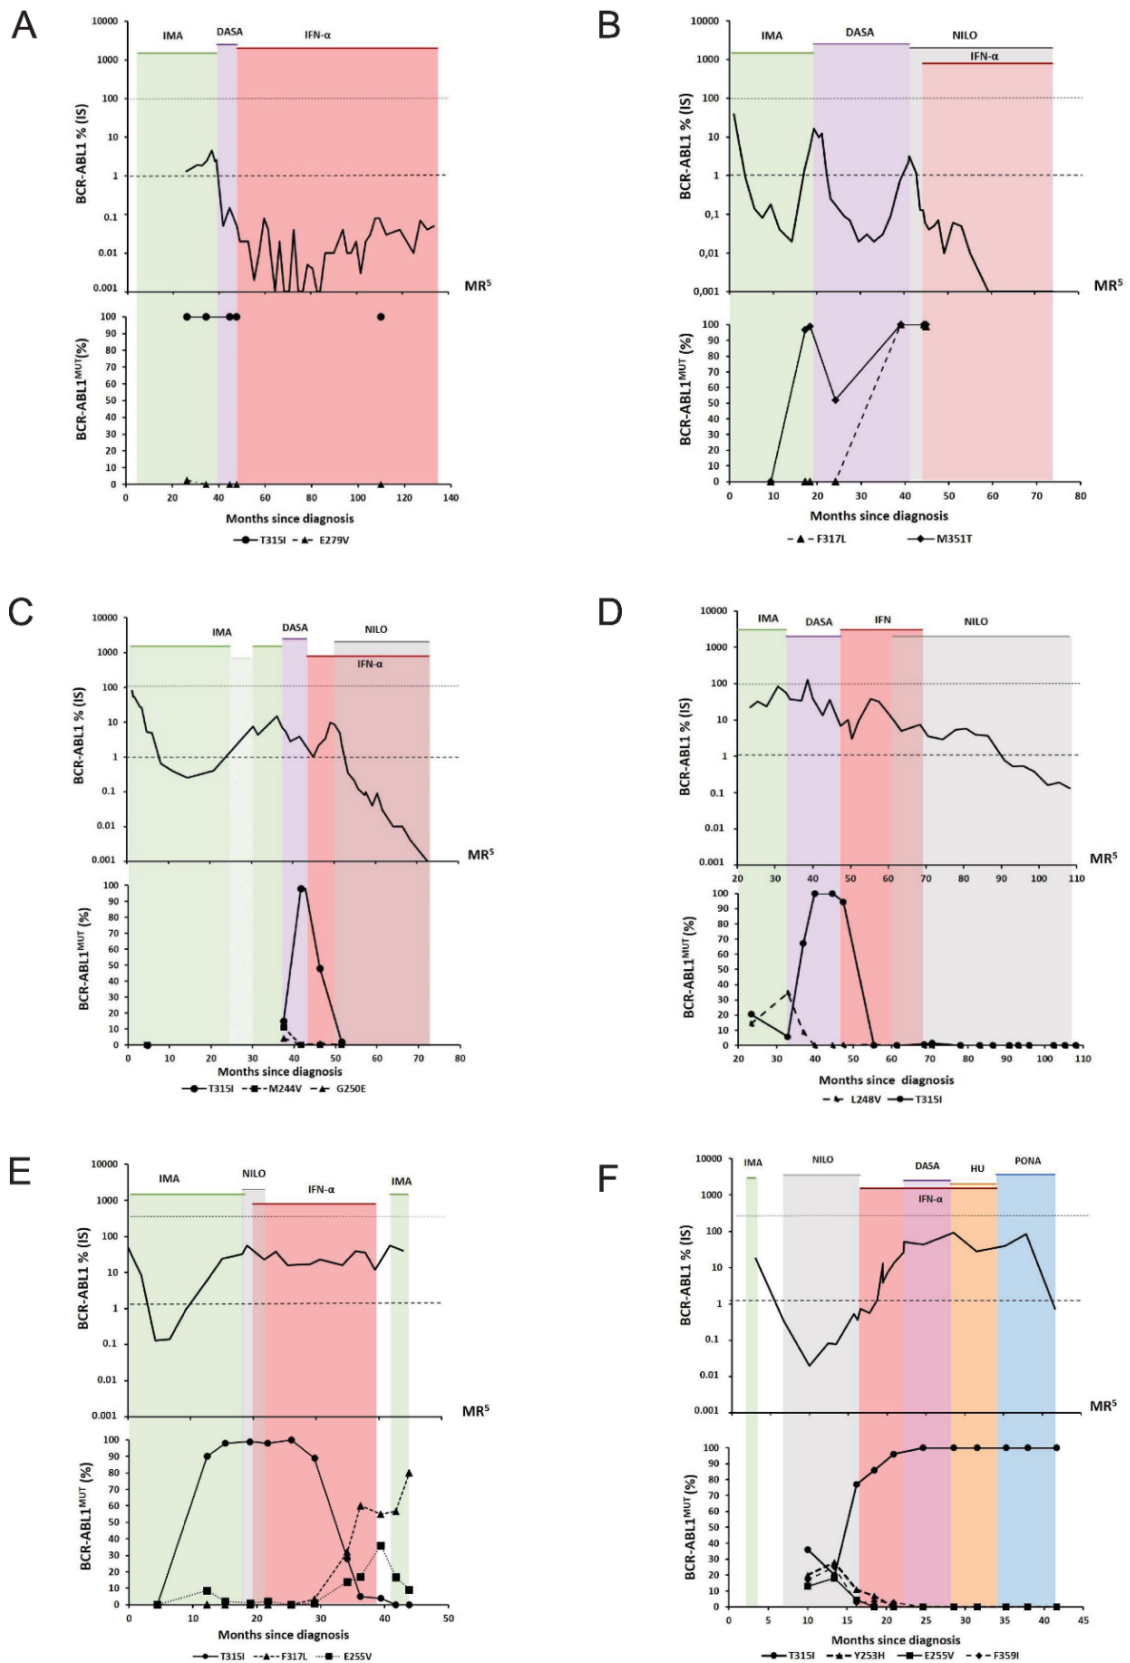 A
IMA DASA IFN-α
10000
1000
100
10
1
0.1
0.01
0.001
BCR-ABL1 % (IS)
MR5
100
90
80
70
60
50
40
30
20
10
0
BCR-ABL1MUT(%)
0 20 40 60 80 100 120 140
Months since diagnosis
T315I E279V
B
IMA DASA NILO
IFN-α
10000
1000
100
10
1
0,1
0,01
0,001
BCR-ABL1 % (IS)
MR5
100
90
80
70
60
50
40
30
20
10
0
BCR-ABL1MUT (%)
0 10 20 30 40 50 60 70 80
Months since diagnosis
F317L M351T
C
IMA DASA NILO
IFN-α
10000
1000
100
10
1
0.1
0.01
0.001
BCR-ABL1 % (IS)
0 10 20 30 40 50 60 70 80
MR5
100
90
80
70
60
50
40
30
20
10
0
BCR-ABL1MUT (%)
0 10 20 30 40 50 60 70 80
Months since diagnosis
T315I M244V G250E
D
IMA DASA IFN NILO
10000
1000
100
10
1
0.1
0.01
0.001
BCR-ABL1 % (IS)
20 30 40 50 60 70 80 90 100 110
MR5
100
90
80
70
60
50
40
30
20
10
0
BCR-ABL1MUT (%)
20 30 40 50 60 70 80 90 100 110
Months since diagnosis
L248V T315I
E
IMA NILO IFN-α IMA
10000
1000
100
10
1
0.1
0.01
0.001
BCR-ABL1 % (IS)
MR5
100
90
80
70
60
50
40
30
20
10
0
BCR-ABL1MUT (%)
0 10 20 30 40 50
Months since diagnosis
T315I F317L E255V
F
IMA NILO DASA HU PONA
IFN-α
10000
1000
100
10
1
0.1
0.01
0.001
BCR-ABL1 % (IS)
MR5
100
90
80
70
60
50
40
30
20
10
0
BCR-ABL1MUT (%)
0 5 10 15 20 25 30 35 40 45
Months since diagnosis
T315I Y253H E255V F359I